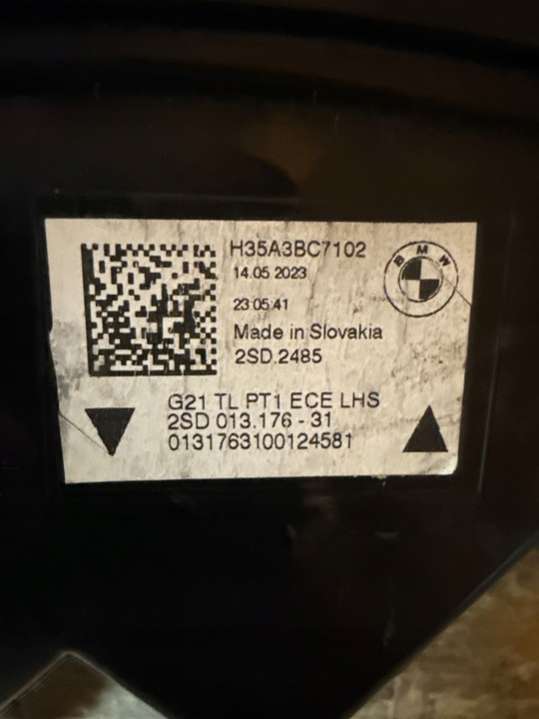 H35A3BC7102
14.05 2023
23:05:41
Made in Slovakia
2SD.2485
BMW
G21 TL PT1 ECE LHS
2SD 013.176 - 31
0131763100124581